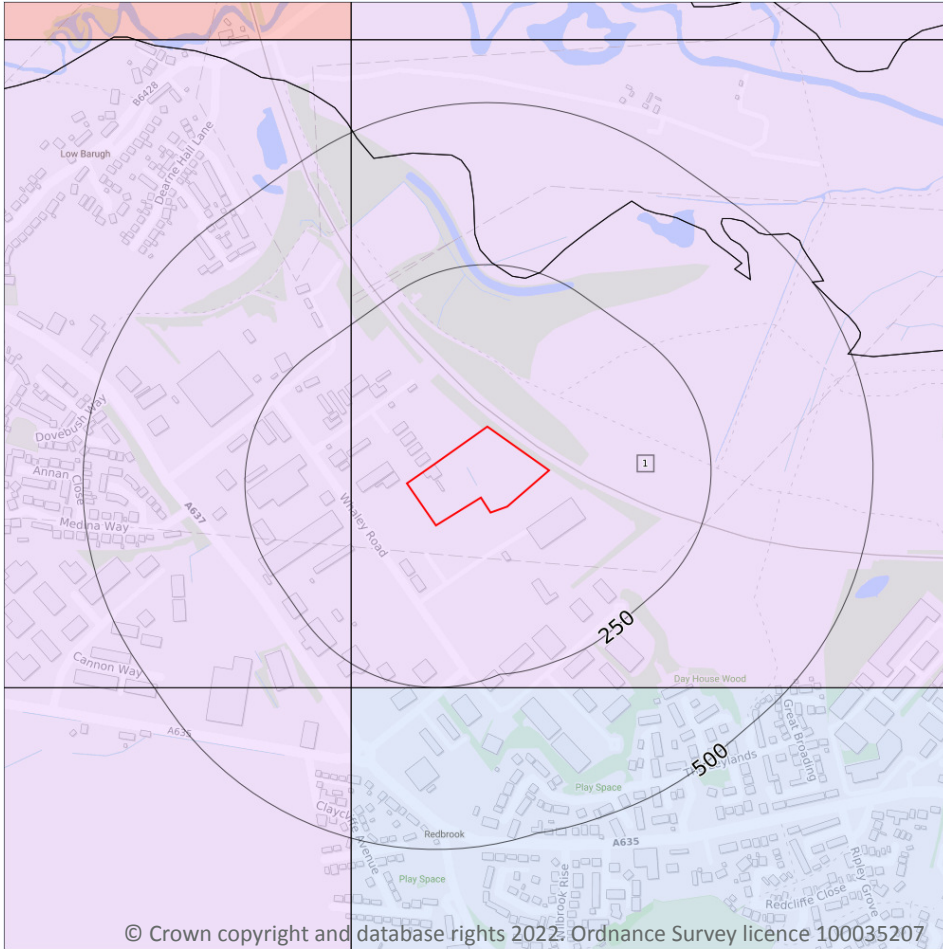 B6428
Low Barugh
Dearne Hall Lane
Dovebush Way
Annan Close
Medina Way
A637
Whaley Road
1
250
Cannon Way
Day House Wood
Great Broading
A635
500
Play Space
Redbrook
A635
Claycliffe Avenue
Play Space
Redcliffe Close
Ripley Grove
© Crown copyright and database rights 2022. Ordnance Survey licence 100035207.